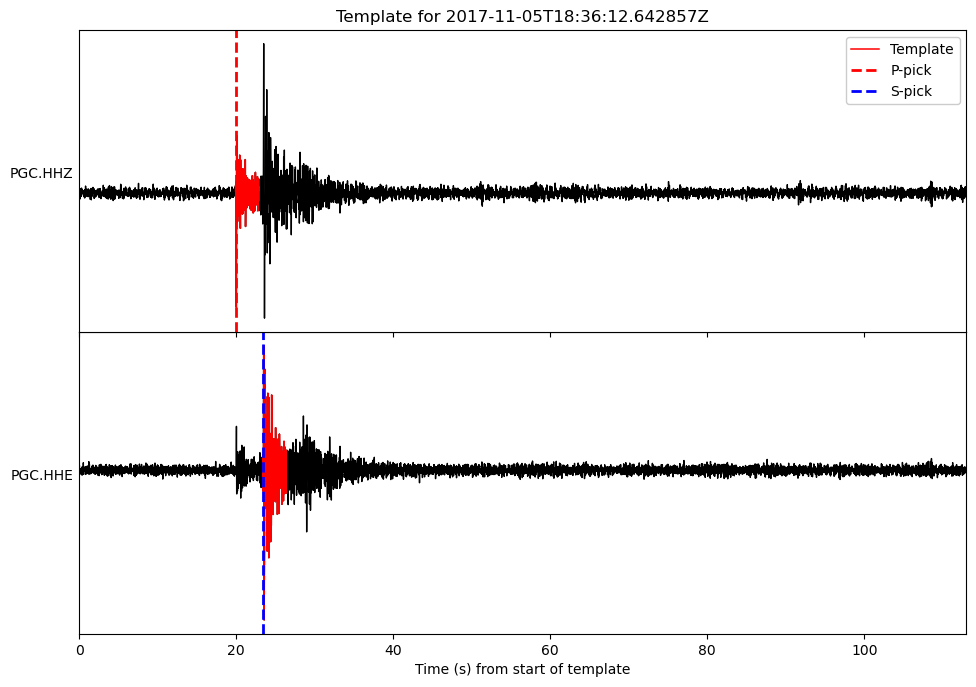 Template for 2017-11-05T18:36:12.642857Z
Template
P-pick
S-pick
PGC.HHZ
PGC.HHE
0 20 40 60 80 100
Time (s) from start of template